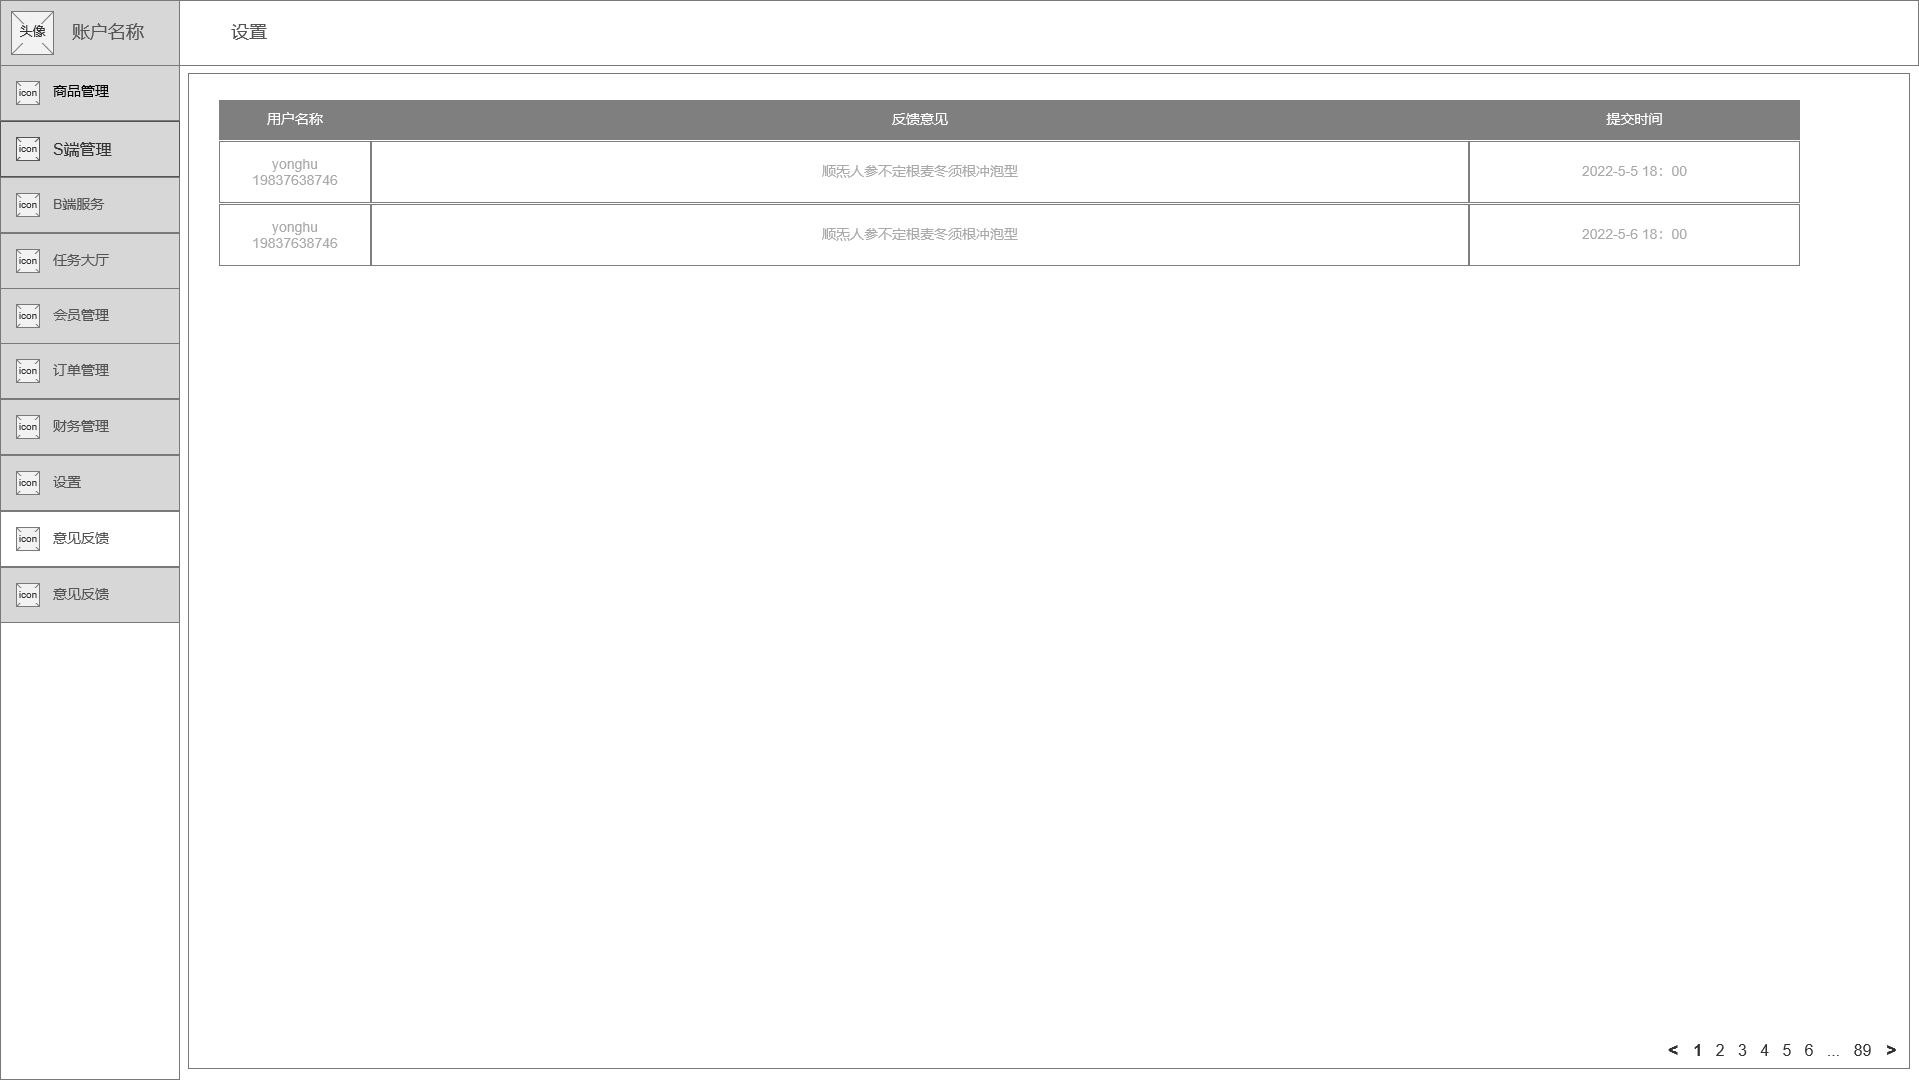 头像 账户名称
设置
icon 商品管理
icon S端管理
icon B端服务
icon 任务大厅
icon 会员管理
icon 订单管理
icon 财务管理
icon 设置
icon 意见反馈
icon 意见反馈
用户名称 反馈意见 提交时间
yonghu
19837638746 顺炁人参不定根麦冬须根冲泡型 2022-5-5 18：00
yonghu
19837638746 顺炁人参不定根麦冬须根冲泡型 2022-5-6 18：00
< 1 2 3 4 5 6 ... 89 >